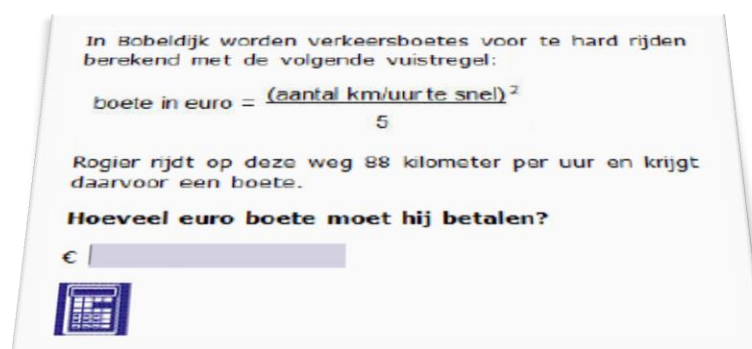 In Bobeldijk worden verkeersboetes voor te hard rijden
berekend met de volgende vuistregel:
boete in euro = (aantal km/uur te snel)²
5
Rogier rijdt op deze weg 88 kilometer per uur en krijgt
daarvoor een boete.
Hoeveel euro boete moet hij betalen?
€